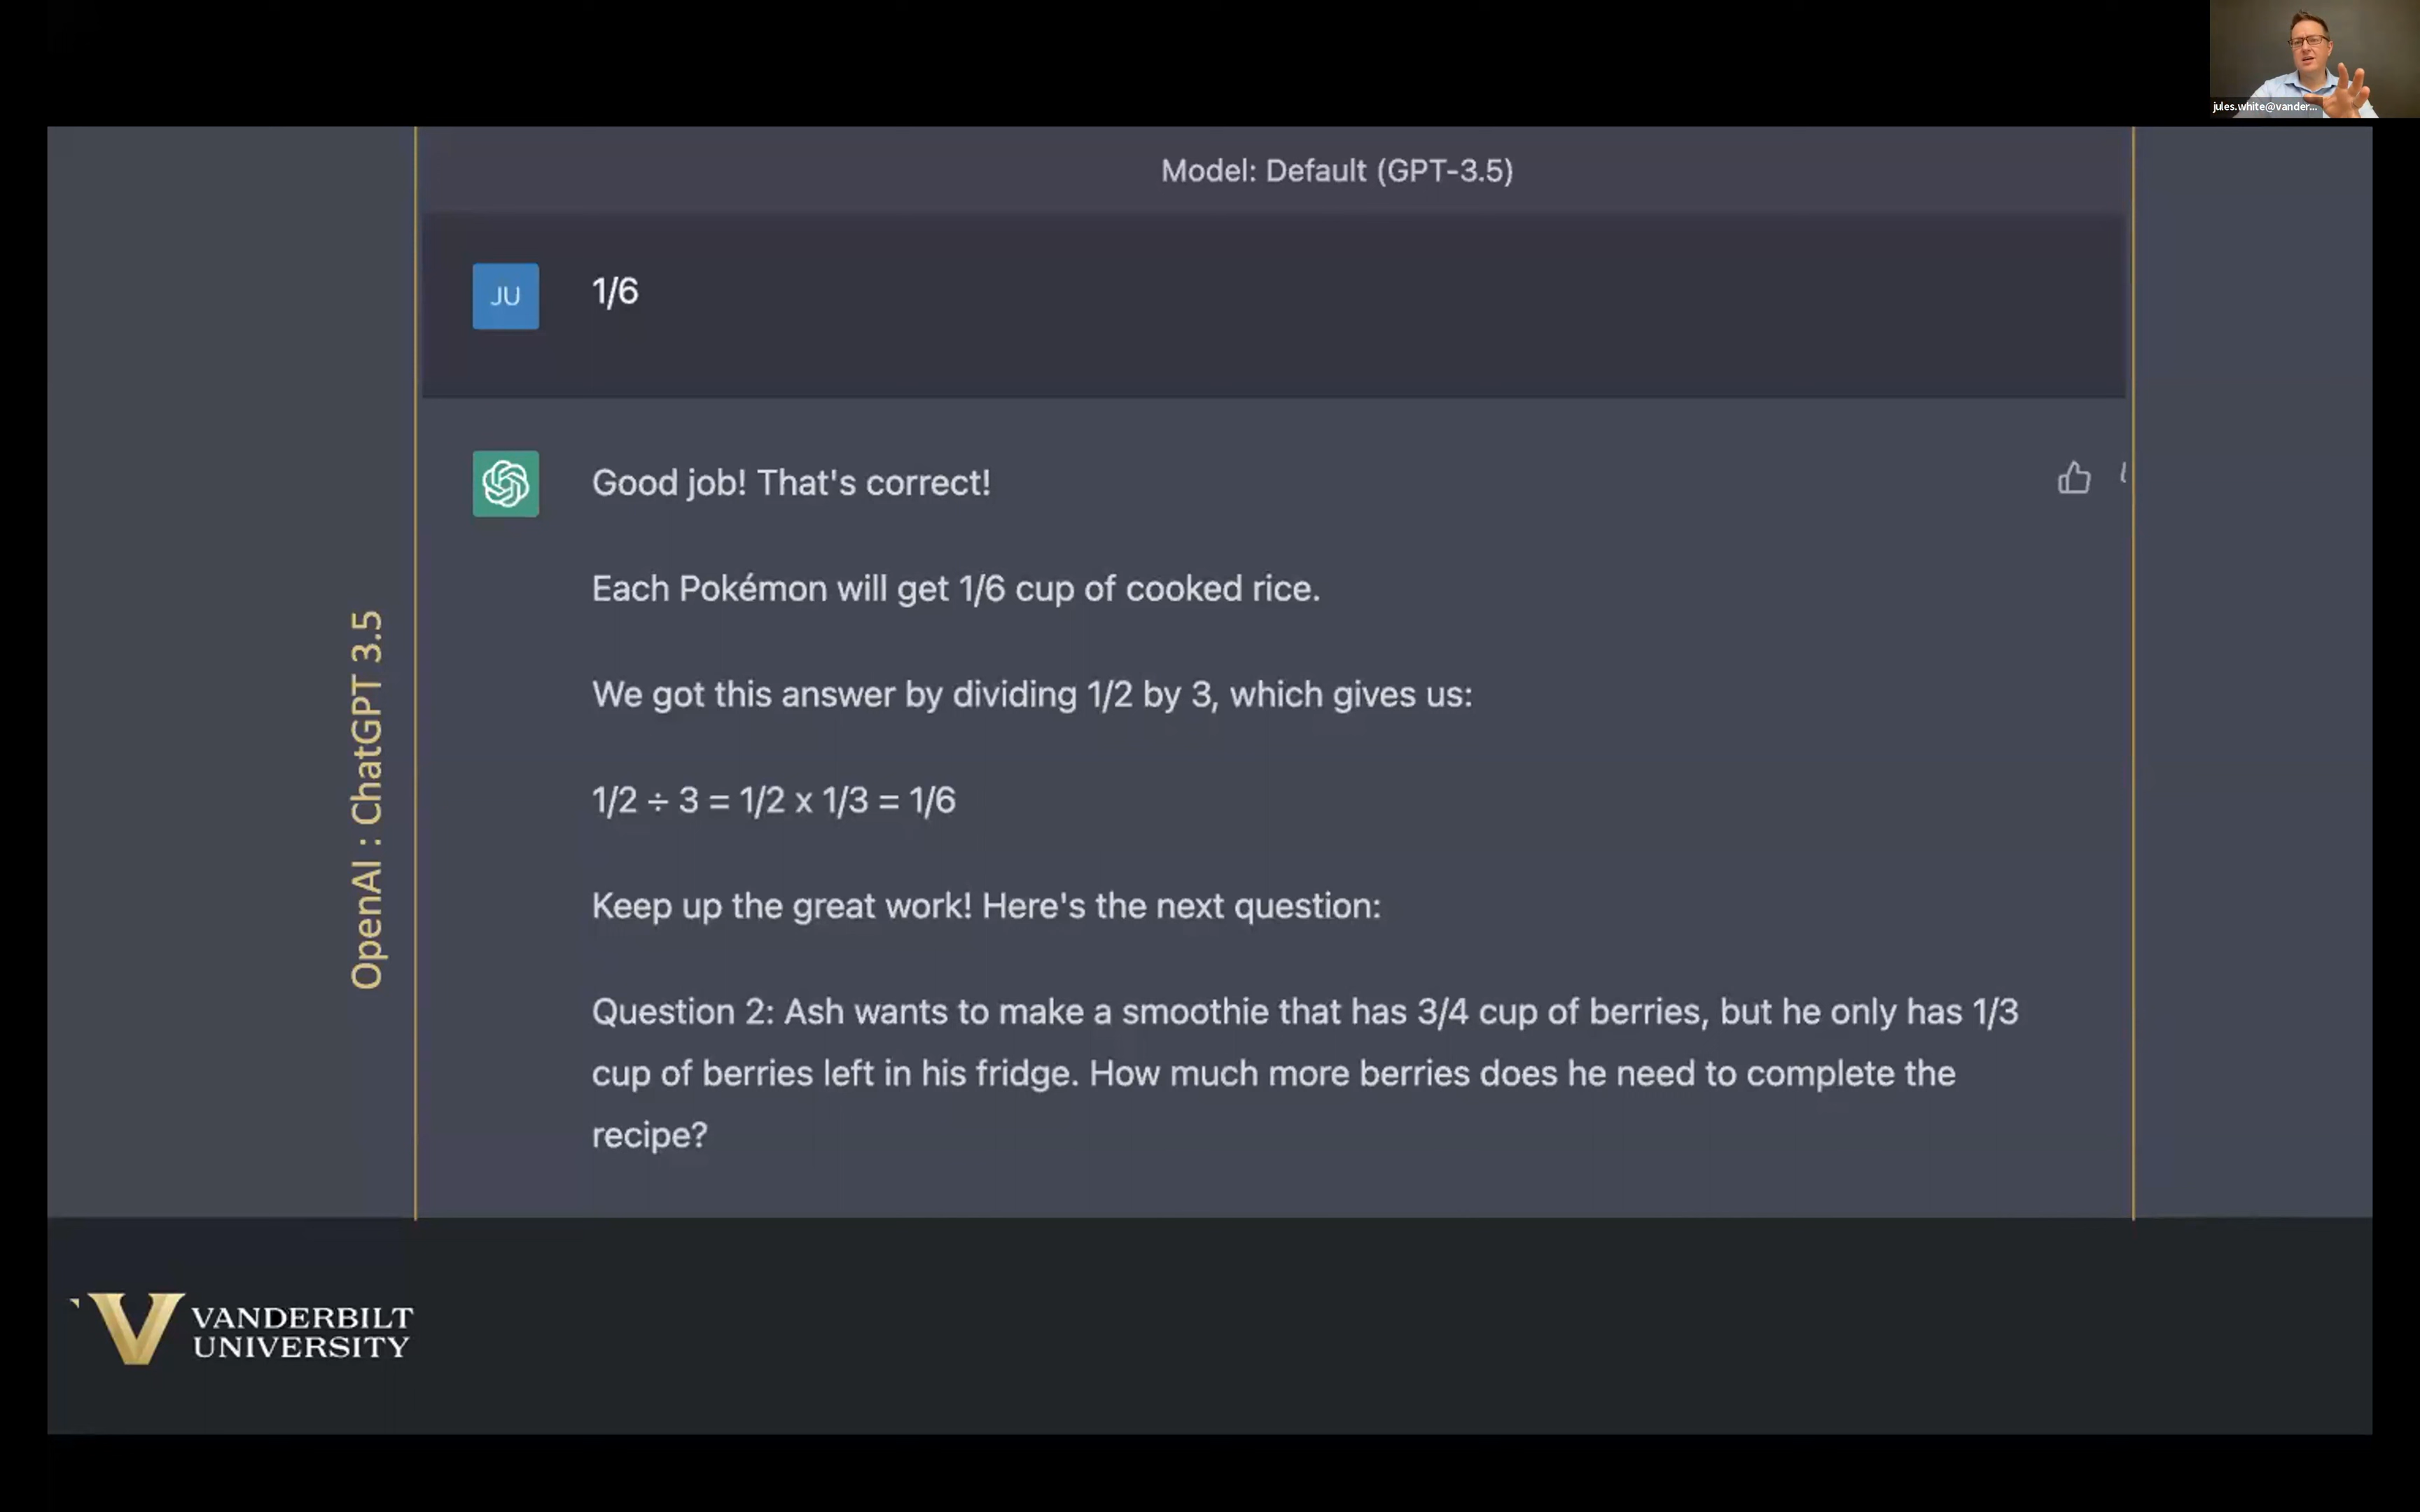 jules.white@vander...
Model: Default (GPT-3.5)
JU
1/6
Good job! That's correct!
Each Pokémon will get 1/6 cup of cooked rice.
We got this answer by dividing 1/2 by 3, which gives us:
1/2 ÷ 3 = 1/2 x 1/3 = 1/6
Keep up the great work! Here's the next question:
Question 2: Ash wants to make a smoothie that has 3/4 cup of berries, but he only has 1/3
cup of berries left in his fridge. How much more berries does he need to complete the
recipe?
OpenAI : ChatGPT 3.5
VANDERBILT
UNIVERSITY